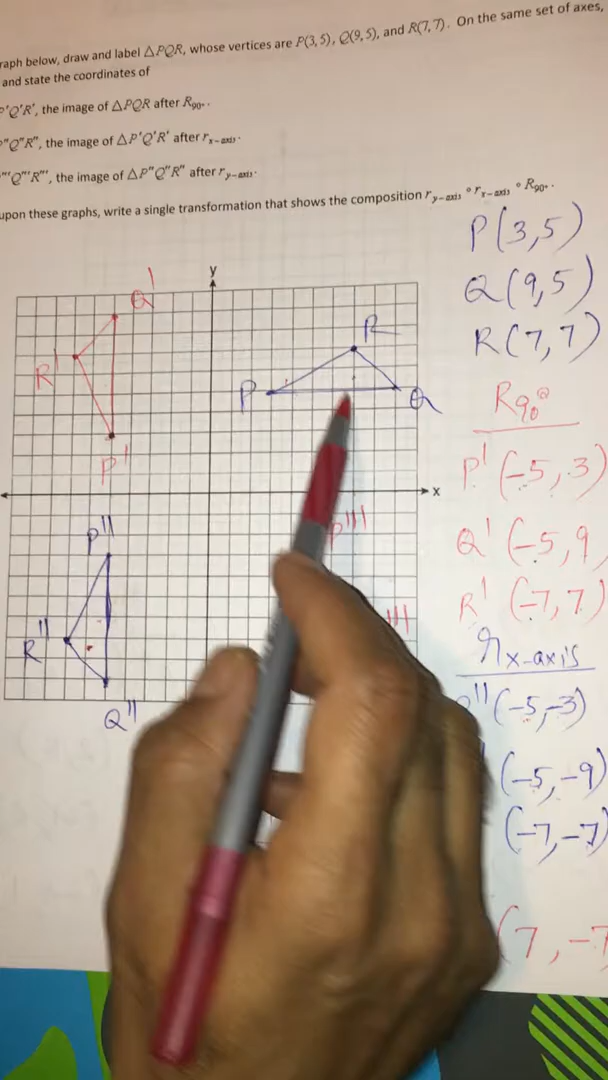 raph below, draw and label △PQR, whose vertices are P(3, 5), Q(9, 5), and R(7, 7). On the same set of axes,
and state the coordinates of
P'Q'R', the image of △PQR after R90°.
P"Q"R", the image of △P'Q'R' after rx-axis.
"'Q"'R"', the image of △P"Q"R" after ry-axis.
upon these graphs, write a single transformation that shows the composition ry-axis ∘ rx-axis ∘ R90°.
P(3,5)
Q(9,5)
R(7,7)
R90°
P'(-5,3)
Q'(-5,9
R'(-7,7)
rx-axis
P"(-5,-3)
(-5,-9)
(-7,-7)
(7,-7
y
x
Q'
R'
P'
R
P
Q
P"
R"
Q"
P'''
'''